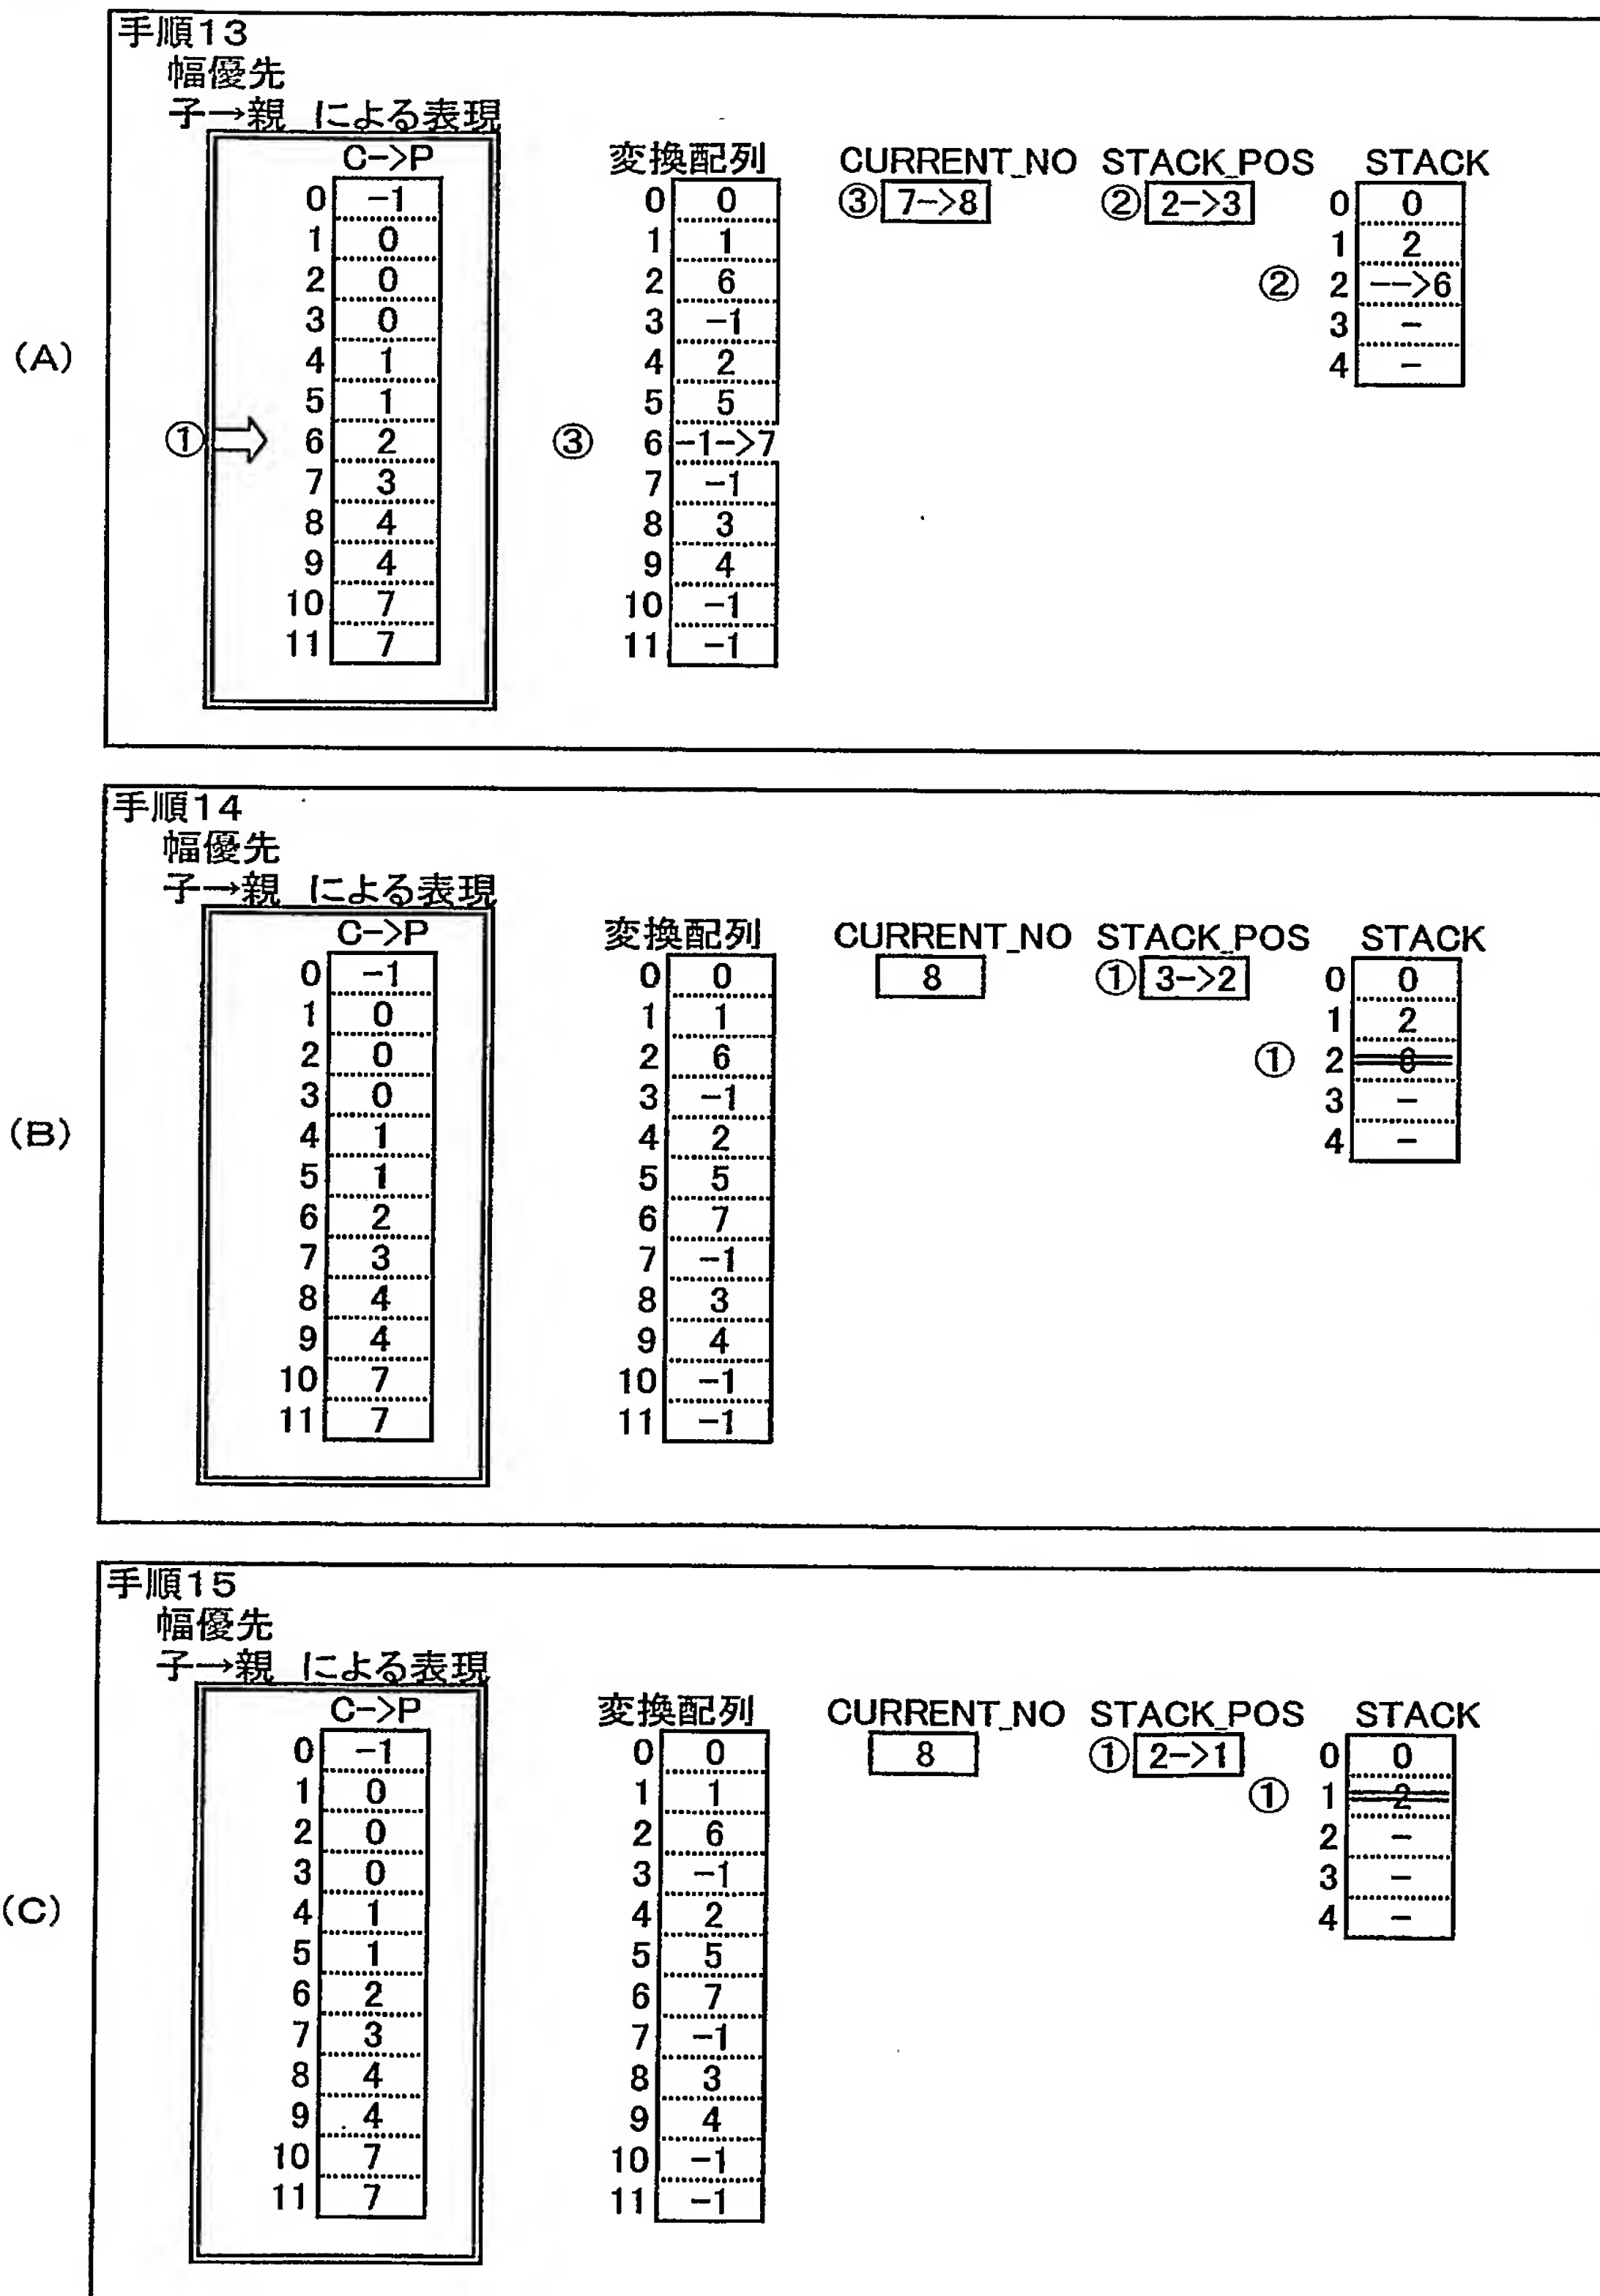 手順13
幅優先
子→親 による表現
C->P 変換配列 CURRENT_NO STACK_POS STACK
0 -1 0 0 ③ 7->8 ② 2->3 0 0
1 0 1 1 1 2
2 0 2 6 ② 2 -->6
3 0 3 -1 3 -
(A) 4 1 4 2 4 -
5 1 5 5
① 6 2 ③ 6 -1->7
7 3 7 -1
8 4 8 3
9 4 9 4
10 7 10 -1
11 7 11 -1
手順14
幅優先
子→親 による表現
C->P 変換配列 CURRENT_NO STACK_POS STACK
0 -1 0 0 8 ① 3->2 0 0
1 0 1 1 1 2
2 0 2 6 ① 2 6
3 0 3 -1 3 -
(B) 4 1 4 2 4 -
5 1 5 5
6 2 6 7
7 3 7 -1
8 4 8 3
9 4 9 4
10 7 10 -1
11 7 11 -1
手順15
幅優先
子→親 による表現
C->P 変換配列 CURRENT_NO STACK_POS STACK
0 -1 0 0 8 ① 2->1 0 0
1 0 1 1 ① 1 2
2 0 2 6 2 -
3 0 3 -1 3 -
(C) 4 1 4 2 4 -
5 1 5 5
6 2 6 7
7 3 7 -1
8 4 8 3
9 4 9 4
10 7 10 -1
11 7 11 -1